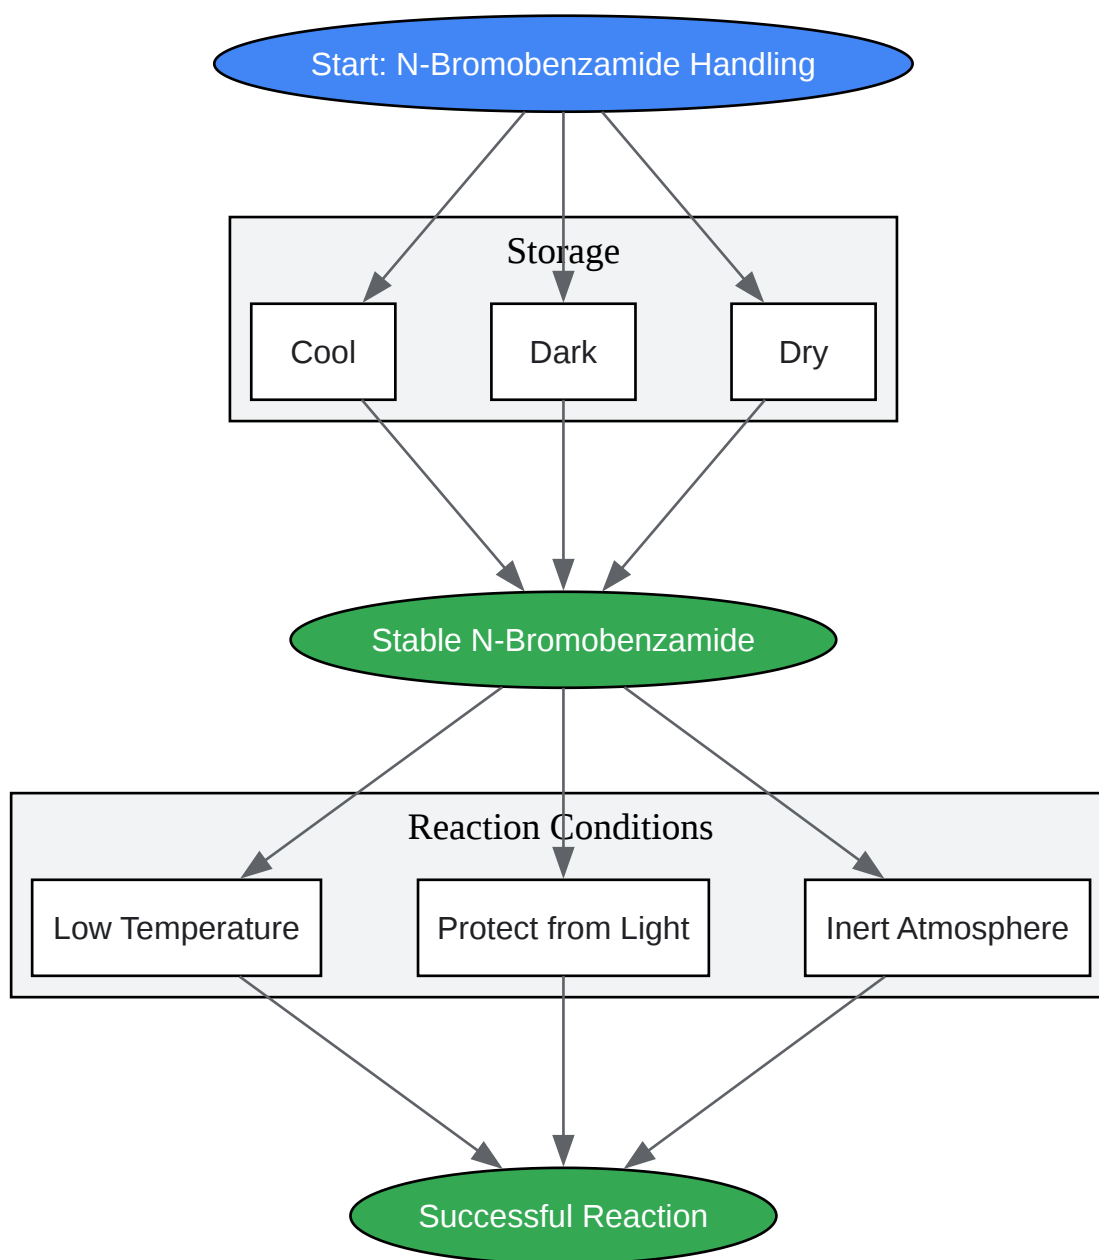 Start: N-Bromobenzamide Handling
Storage
Cool
Dark
Dry
Stable N-Bromobenzamide
Reaction Conditions
Low Temperature
Protect from Light
Inert Atmosphere
Successful Reaction